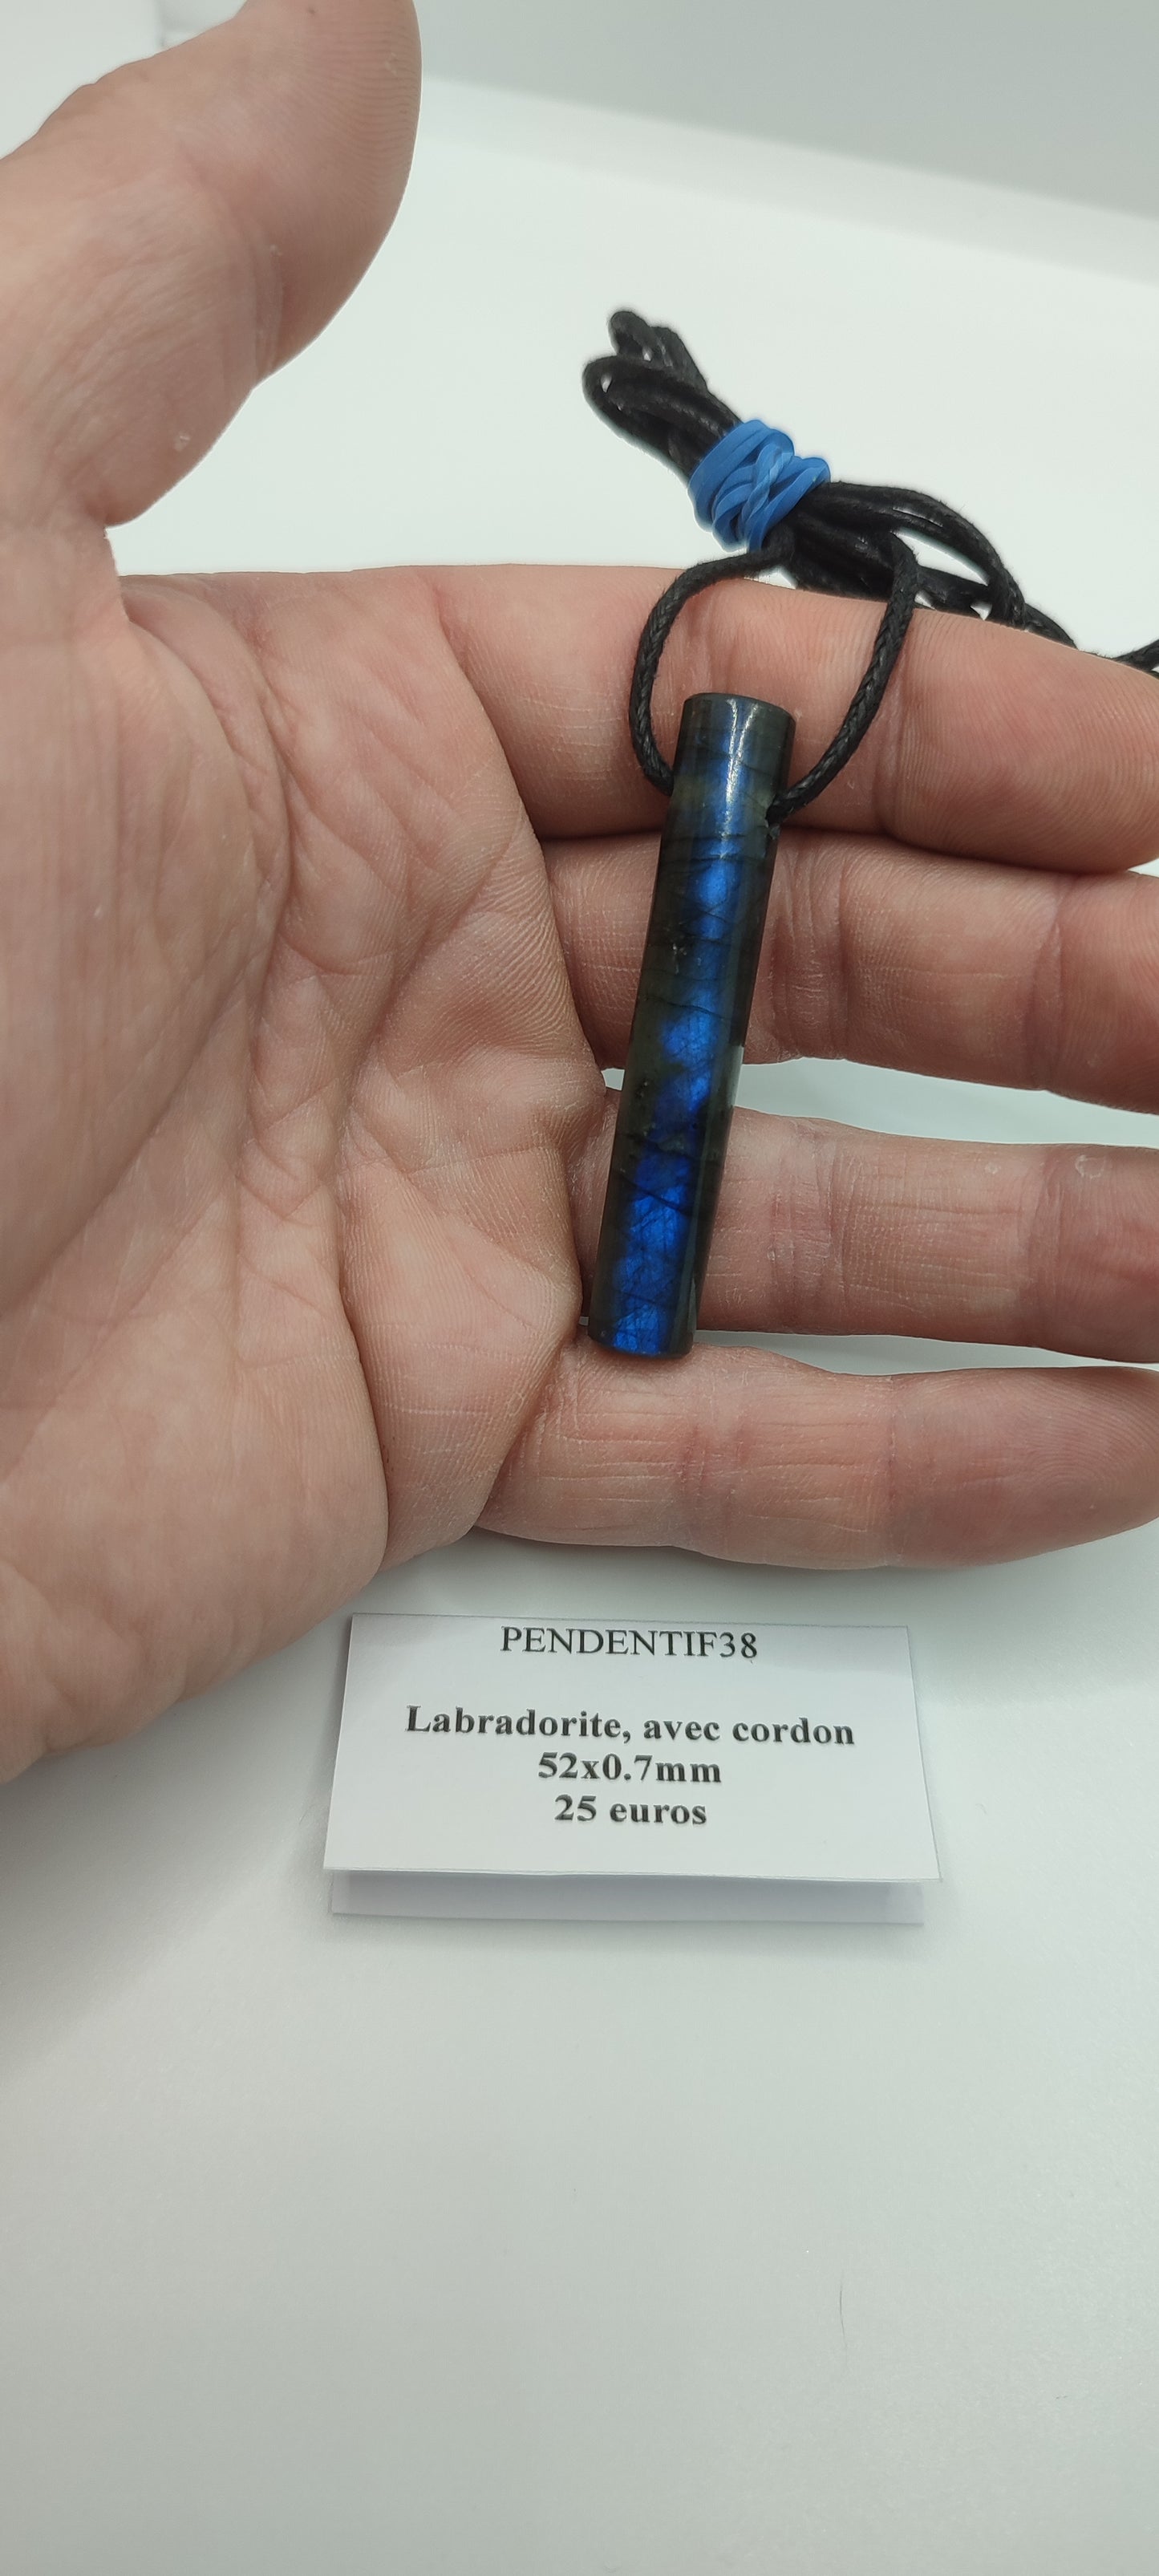 PENDENTIF38
Labradorite, avec cordon
52x0.7mm
25 euros